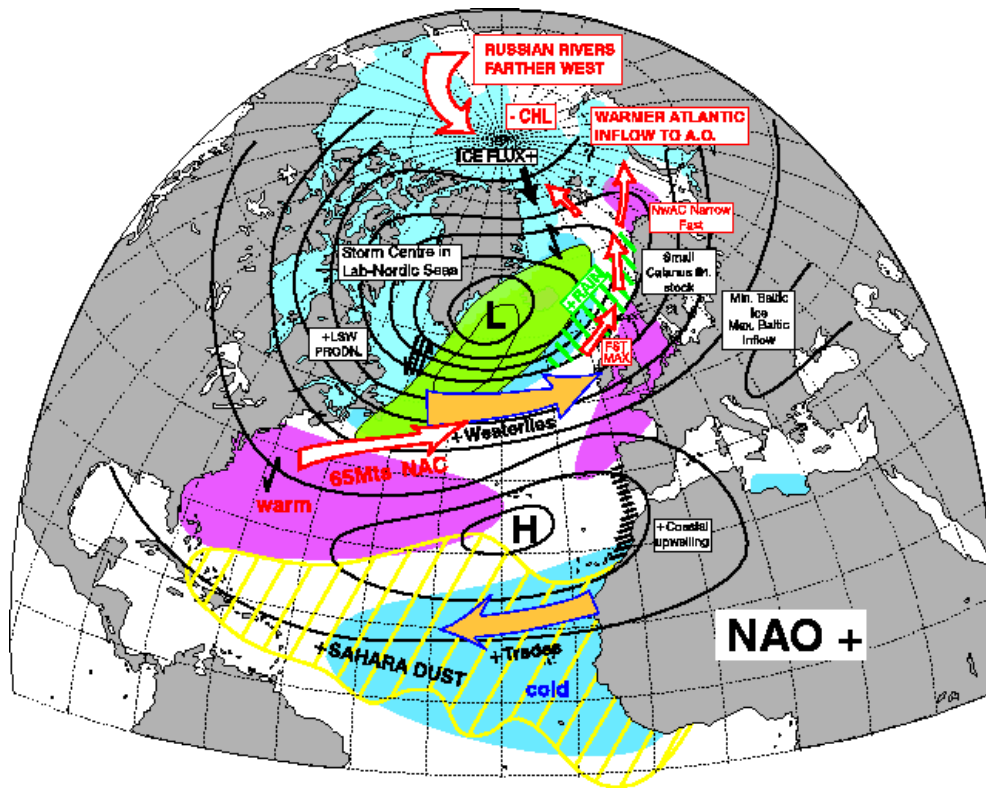 RUSSIAN RIVERS
FARTHER WEST
- CHL
WARMER ATLANTIC
INFLOW TO A.O.
ICE FLUX+
NwAC Narrow
Fast
Storm Centre in
Lab-Nordic Seas
Small
Calanus fin.
stock
+ RAIN
Min. Baltic
Ice
Max. Baltic
Inflow
L
+LSW
PRODN.
FST
MAX
+ Westerlies
65Mts NAC
warm
H
+Coastal
upwelling
NAO +
+SAHARA DUST
+Trades
cold